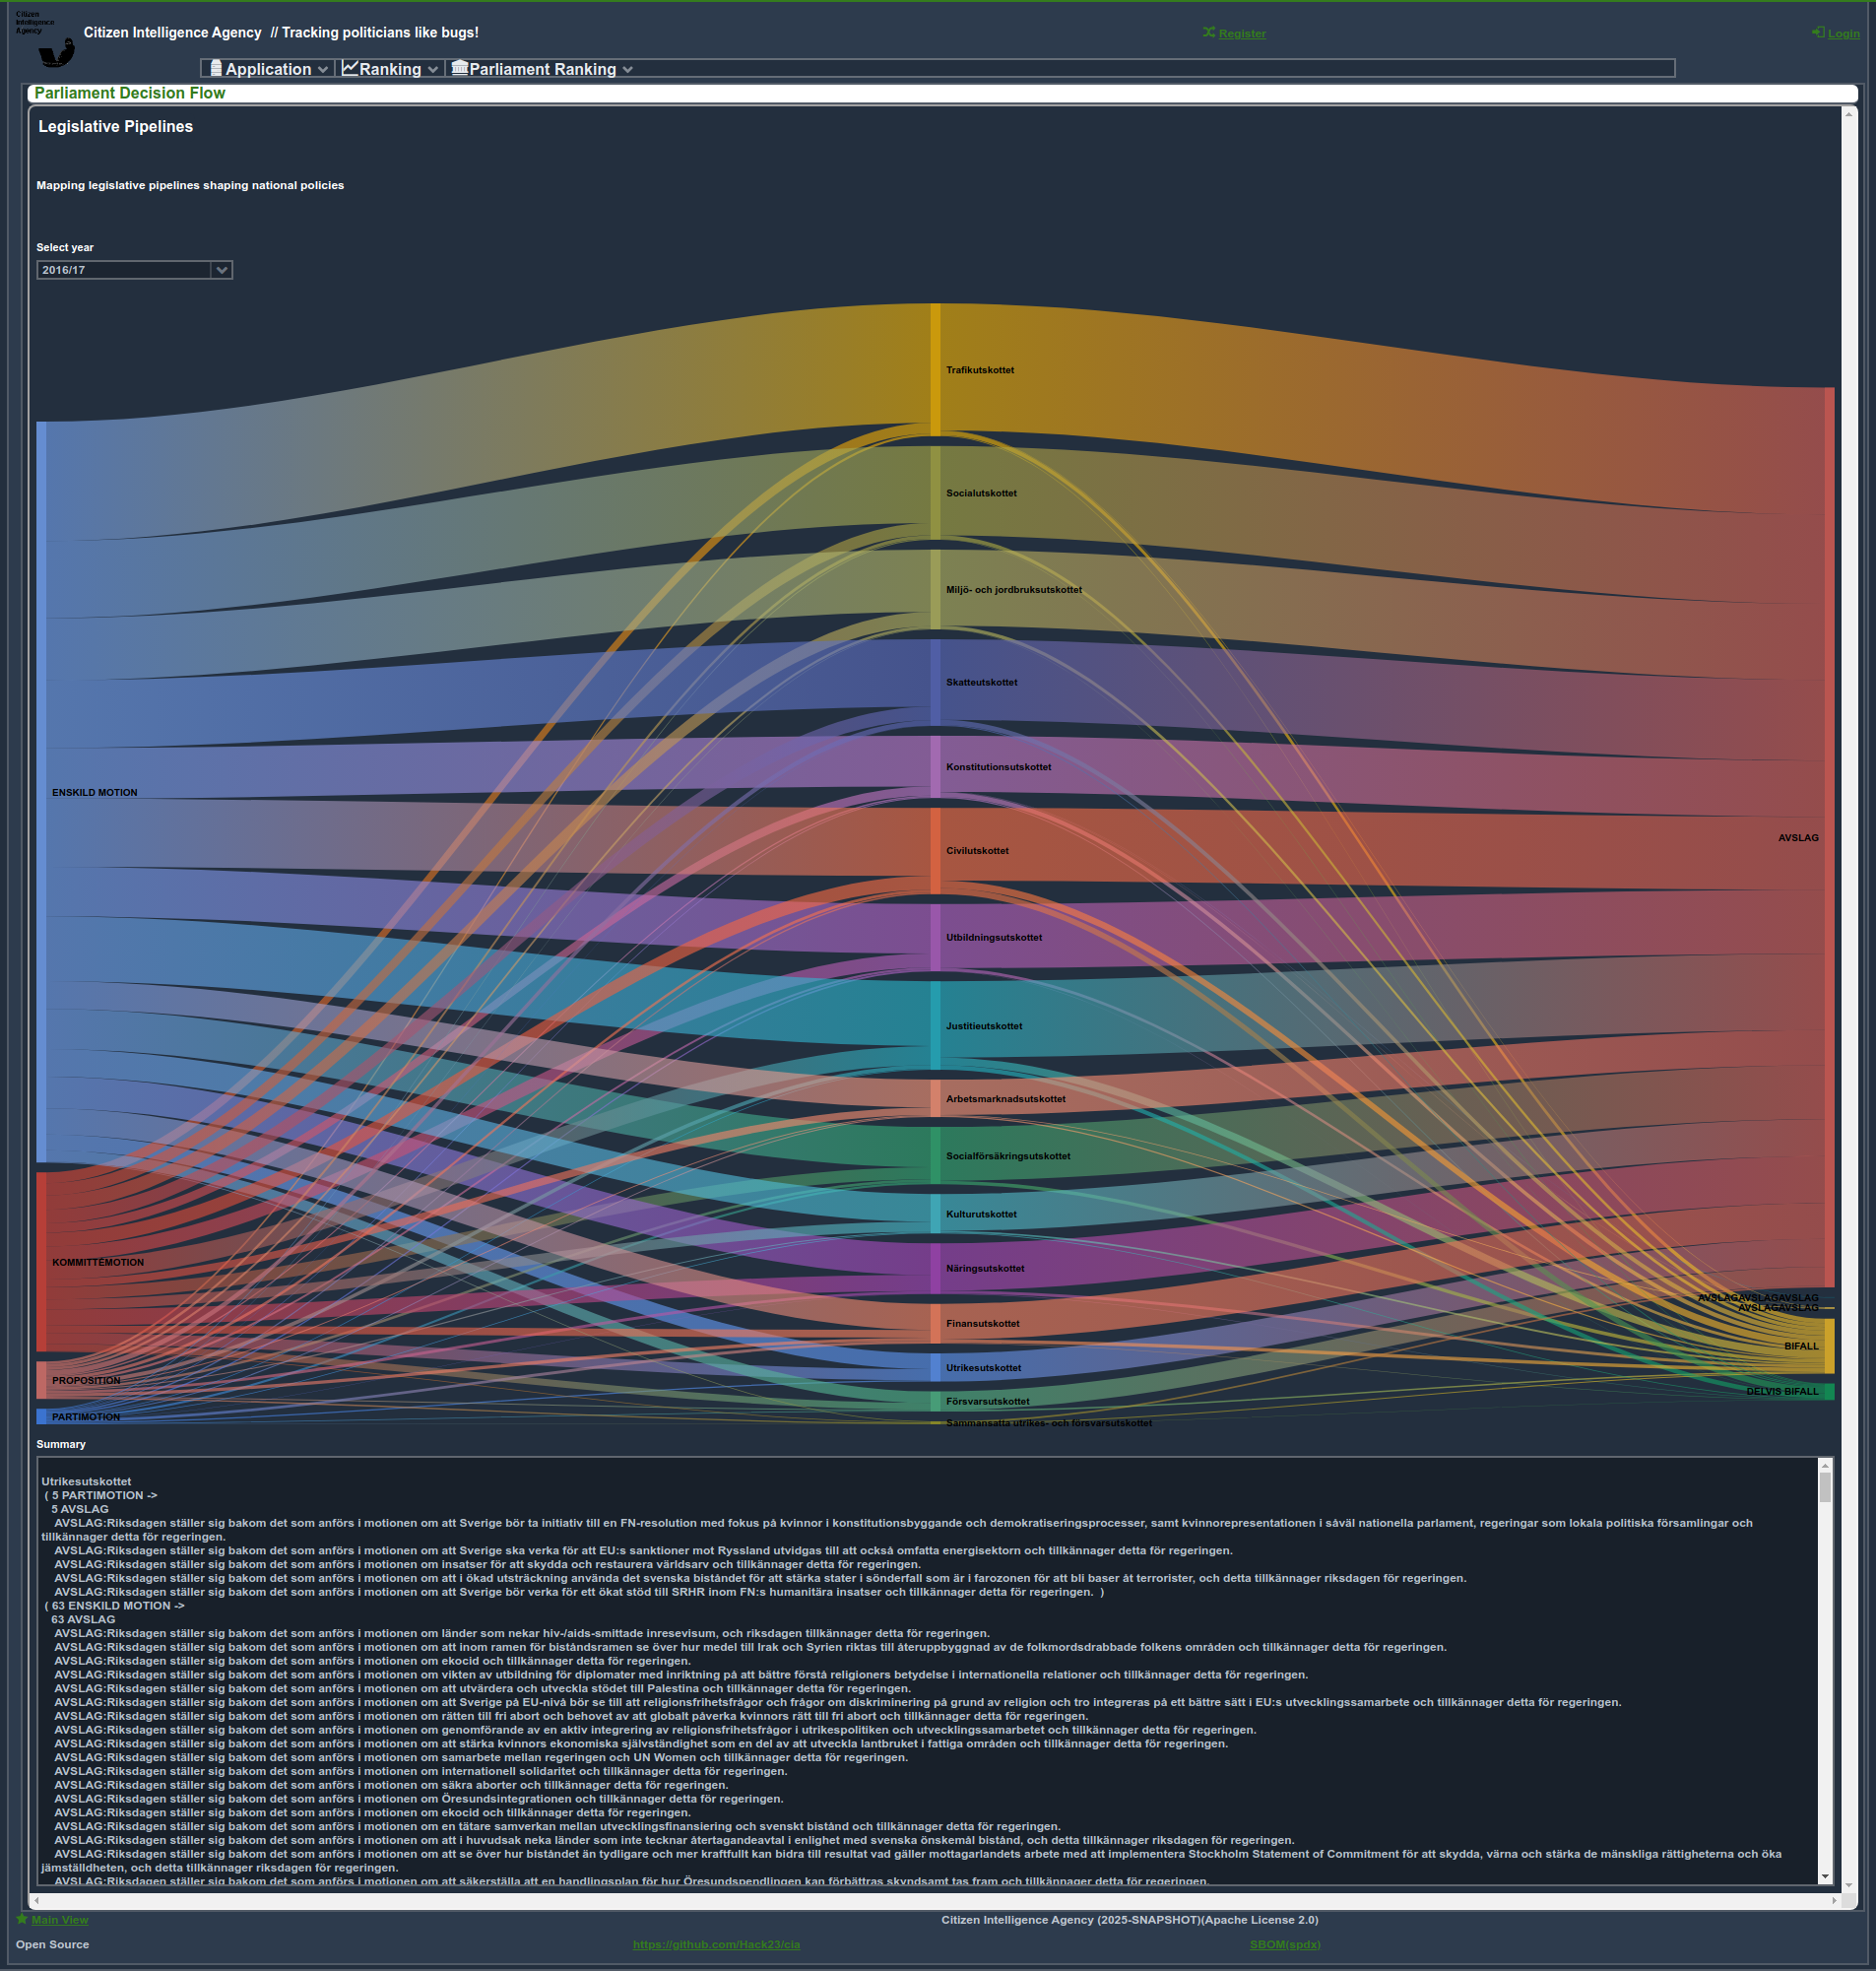 Citizen
Intelligence
Agency
Citizen Intelligence Agency // Tracking politicians like bugs!
Register
Login
Application
Ranking
Parliament Ranking
Parliament Decision Flow
Legislative Pipelines
Mapping legislative pipelines shaping national policies
Select year
2016/17
Trafikutskottet
Socialutskottet
Miljö- och jordbruksutskottet
Skatteutskottet
Konstitutionsutskottet
ENSKILD MOTION
AVSLAG
Civilutskottet
Utbildningsutskottet
Justitieutskottet
Arbetsmarknadsutskottet
Socialförsäkringsutskottet
Kulturutskottet
KOMMITTÉMOTION
Näringsutskottet
AVSLAGAVSLAGAVSLAG
AVSLAGAVSLAG
Finansutskottet
BIFALL
Utrikesutskottet
PROPOSITION
DELVIS BIFALL
Försvarsutskottet
PARTIMOTION
Sammansatta utrikes- och försvarsutskottet
Summary
Utrikesutskottet
( 5 PARTIMOTION ->
5 AVSLAG
AVSLAG:Riksdagen ställer sig bakom det som anförs i motionen om att Sverige bör ta initiativ till en FN-resolution med fokus på kvinnor i konstitutionsbyggande och demokratiseringsprocesser, samt kvinnorepresentationen i såväl nationella parlament, regeringar som lokala politiska församlingar och
tillkännager detta för regeringen.
AVSLAG:Riksdagen ställer sig bakom det som anförs i motionen om att Sverige ska verka för att EU:s sanktioner mot Ryssland utvidgas till att också omfatta energisektorn och tillkännager detta för regeringen.
AVSLAG:Riksdagen ställer sig bakom det som anförs i motionen om insatser för att skydda och restaurera världsarv och tillkännager detta för regeringen.
AVSLAG:Riksdagen ställer sig bakom det som anförs i motionen om att i ökad utsträckning använda det svenska biståndet för att stärka stater i sönderfall som är i farozonen för att bli baser åt terrorister, och detta tillkännager riksdagen för regeringen.
AVSLAG:Riksdagen ställer sig bakom det som anförs i motionen om att Sverige bör verka för ett ökat stöd till SRHR inom FN:s humanitära insatser och tillkännager detta för regeringen. )
( 63 ENSKILD MOTION ->
63 AVSLAG
AVSLAG:Riksdagen ställer sig bakom det som anförs i motionen om länder som nekar hiv-/aids-smittade inresevisum, och riksdagen tillkännager detta för regeringen.
AVSLAG:Riksdagen ställer sig bakom det som anförs i motionen om att inom ramen för biståndsramen se över hur medel till Irak och Syrien riktas till återuppbyggnad av de folkmordsdrabbade folkens områden och tillkännager detta för regeringen.
AVSLAG:Riksdagen ställer sig bakom det som anförs i motionen om ekocid och tillkännager detta för regeringen.
AVSLAG:Riksdagen ställer sig bakom det som anförs i motionen om vikten av utbildning för diplomater med inriktning på att bättre förstå religioners betydelse i internationella relationer och tillkännager detta för regeringen.
AVSLAG:Riksdagen ställer sig bakom det som anförs i motionen om att utvärdera och utveckla stödet till Palestina och tillkännager detta för regeringen.
AVSLAG:Riksdagen ställer sig bakom det som anförs i motionen om att Sverige på EU-nivå bör se till att religionsfrihetsfrågor och frågor om diskriminering på grund av religion och tro integreras på ett bättre sätt i EU:s utvecklingssamarbete och tillkännager detta för regeringen.
AVSLAG:Riksdagen ställer sig bakom det som anförs i motionen om rätten till fri abort och behovet av att globalt påverka kvinnors rätt till fri abort och tillkännager detta för regeringen.
AVSLAG:Riksdagen ställer sig bakom det som anförs i motionen om genomförande av en aktiv integrering av religionsfrihetsfrågor i utrikespolitiken och utvecklingssamarbetet och tillkännager detta för regeringen.
AVSLAG:Riksdagen ställer sig bakom det som anförs i motionen om att stärka kvinnors ekonomiska självständighet som en del av att utveckla lantbruket i fattiga områden och tillkännager detta för regeringen.
AVSLAG:Riksdagen ställer sig bakom det som anförs i motionen om samarbete mellan regeringen och UN Women och tillkännager detta för regeringen.
AVSLAG:Riksdagen ställer sig bakom det som anförs i motionen om internationell solidaritet och tillkännager detta för regeringen.
AVSLAG:Riksdagen ställer sig bakom det som anförs i motionen om säkra aborter och tillkännager detta för regeringen.
AVSLAG:Riksdagen ställer sig bakom det som anförs i motionen om Öresundsintegrationen och tillkännager detta för regeringen.
AVSLAG:Riksdagen ställer sig bakom det som anförs i motionen om ekocid och tillkännager detta för regeringen.
AVSLAG:Riksdagen ställer sig bakom det som anförs i motionen om en tätare samverkan mellan utvecklingsfinansiering och svenskt bistånd och tillkännager detta för regeringen.
AVSLAG:Riksdagen ställer sig bakom det som anförs i motionen om att i huvudsak neka länder som inte tecknar återtagandeavtal i enlighet med svenska önskemål bistånd, och detta tillkännager riksdagen för regeringen.
AVSLAG:Riksdagen ställer sig bakom det som anförs i motionen om att se över hur biståndet än tydligare och mer kraftfullt kan bidra till resultat vad gäller mottagarlandets arbete med att implementera Stockholm Statement of Commitment för att skydda, värna och stärka de mänskliga rättigheterna och öka
jämställdheten, och detta tillkännager riksdagen för regeringen.
AVSLAG:Riksdagen ställer sig bakom det som anförs i motionen om att säkerställa att en handlingsplan för hur Öresundspendlingen kan förbättras skyndsamt tas fram och tillkännager detta för regeringen.
Main View
Citizen Intelligence Agency (2025-SNAPSHOT)(Apache License 2.0)
Open Source
https://github.com/Hack23/cia
SBOM(spdx)